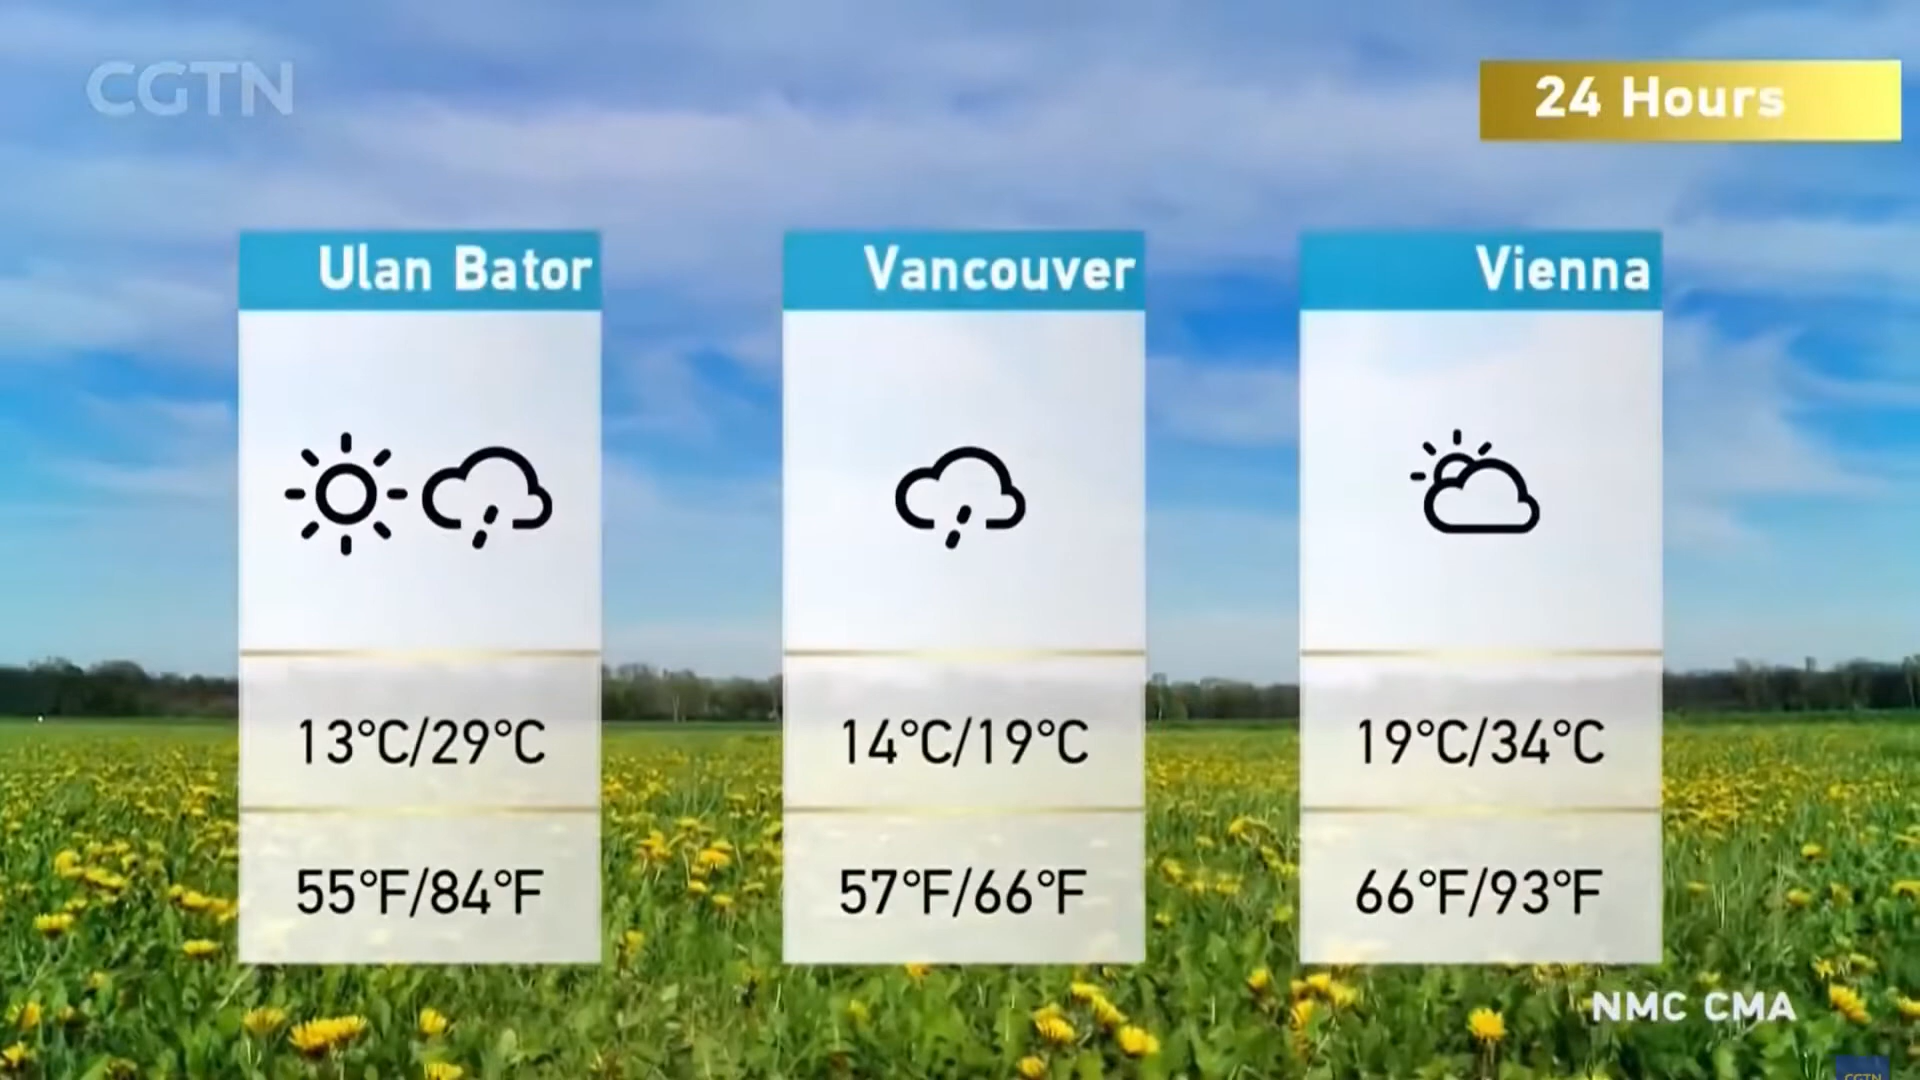 CGTN
24 Hours
Ulan Bator
Vancouver
Vienna
13°C/29°C
14°C/19°C
19°C/34°C
55°F/84°F
57°F/66°F
66°F/93°F
NMC CMA
CGTN